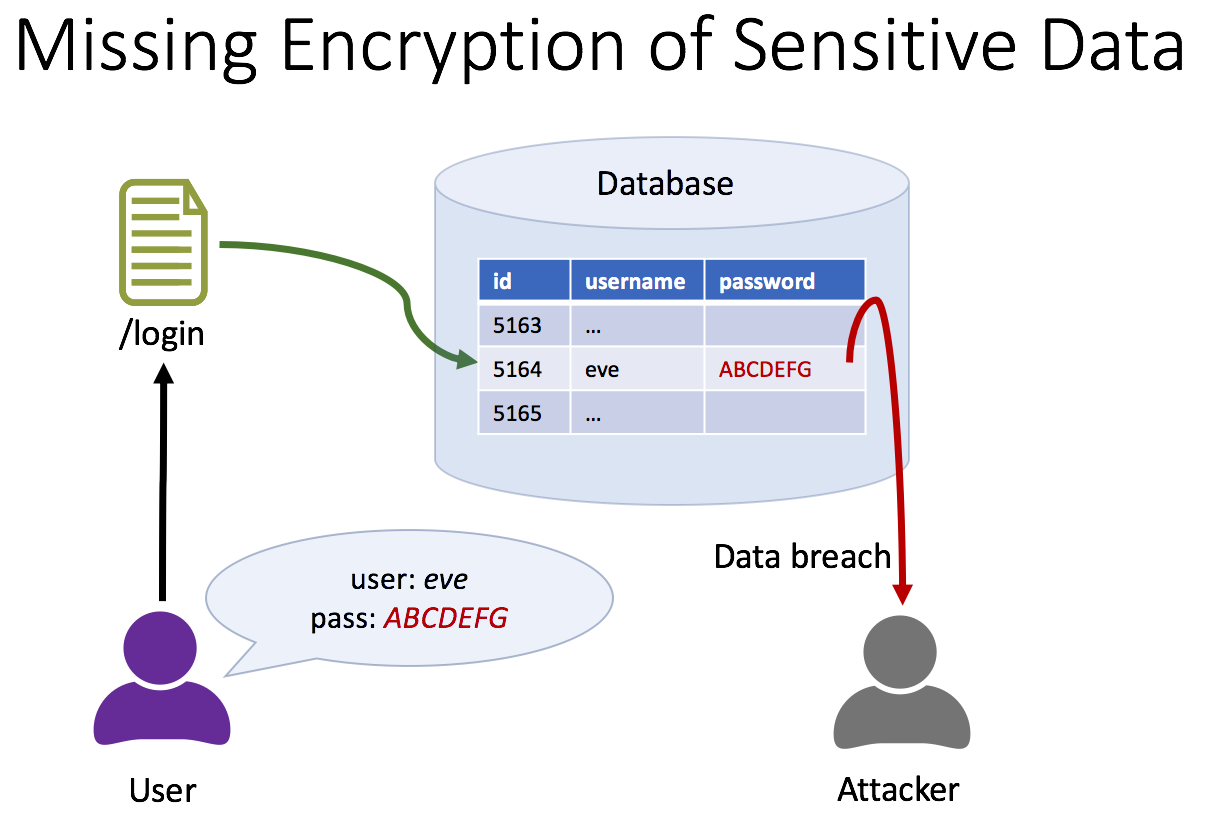 Missing Encryption of Sensitive Data
Database
id username password
5163 ...
5164 eve ABCDEFG
5165 ...
/login
Data breach
user: eve
pass: ABCDEFG
User
Attacker